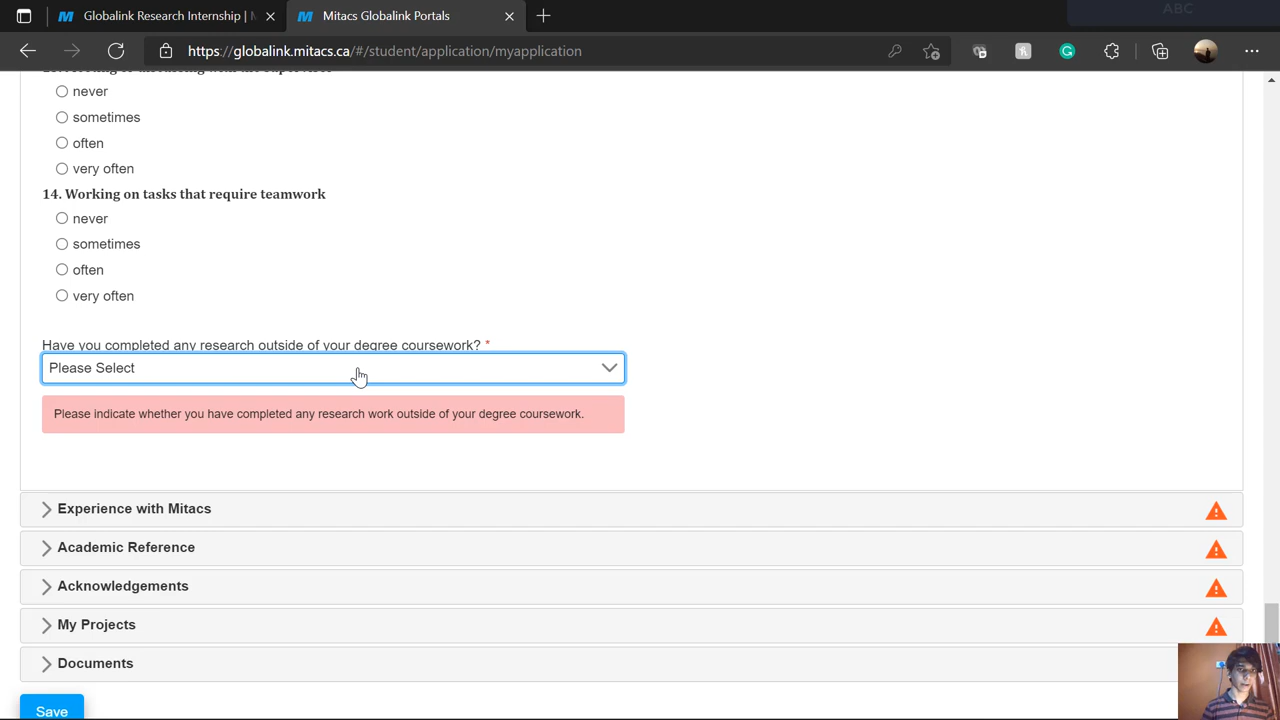 ABC
Globalink Research Internship | M
Mitacs Globalink Portals
https://globalink.mitacs.ca/#/student/application/myapplication
never
sometimes
often
very often
14. Working on tasks that require teamwork
never
sometimes
often
very often
Have you completed any research outside of your degree coursework? *
Please Select
Please indicate whether you have completed any research work outside of your degree coursework.
Experience with Mitacs
Academic Reference
Acknowledgements
My Projects
Documents
Save